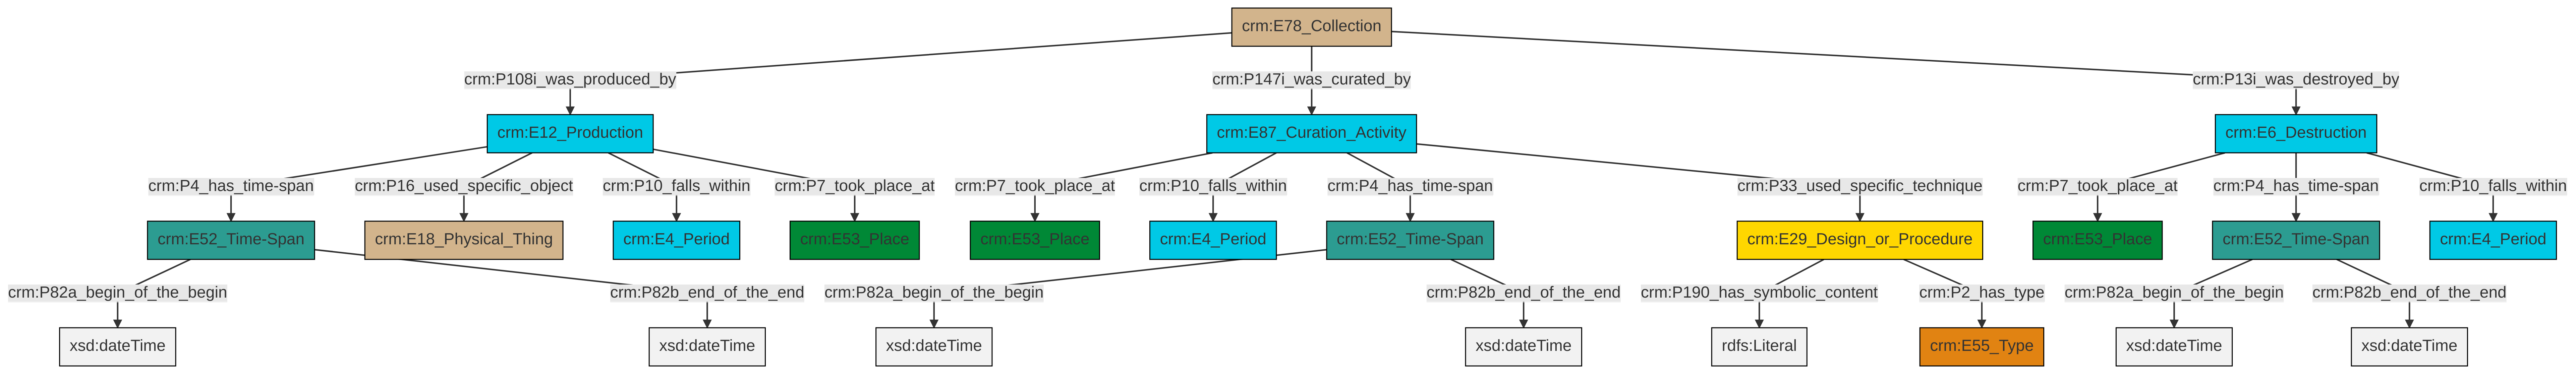 crm:E78_Collection
crm:P108i_was_produced_by
crm:P147i_was_curated_by
crm:P13i_was_destroyed_by
crm:E12_Production
crm:E87_Curation_Activity
crm:E6_Destruction
crm:P4_has_time-span
crm:P16_used_specific_object
crm:P10_falls_within
crm:P7_took_place_at
crm:P7_took_place_at
crm:P10_falls_within
crm:P4_has_time-span
crm:P33_used_specific_technique
crm:P7_took_place_at
crm:P4_has_time-span
crm:P10_falls_within
crm:E52_Time-Span
crm:E18_Physical_Thing
crm:E4_Period
crm:E53_Place
crm:E53_Place
crm:E4_Period
crm:E52_Time-Span
crm:E29_Design_or_Procedure
crm:E53_Place
crm:E52_Time-Span
crm:E4_Period
crm:P82a_begin_of_the_begin
crm:P82b_end_of_the_end
crm:P82a_begin_of_the_begin
crm:P82b_end_of_the_end
crm:P190_has_symbolic_content
crm:P2_has_type
crm:P82a_begin_of_the_begin
crm:P82b_end_of_the_end
xsd:dateTime
xsd:dateTime
xsd:dateTime
xsd:dateTime
rdfs:Literal
crm:E55_Type
xsd:dateTime
xsd:dateTime